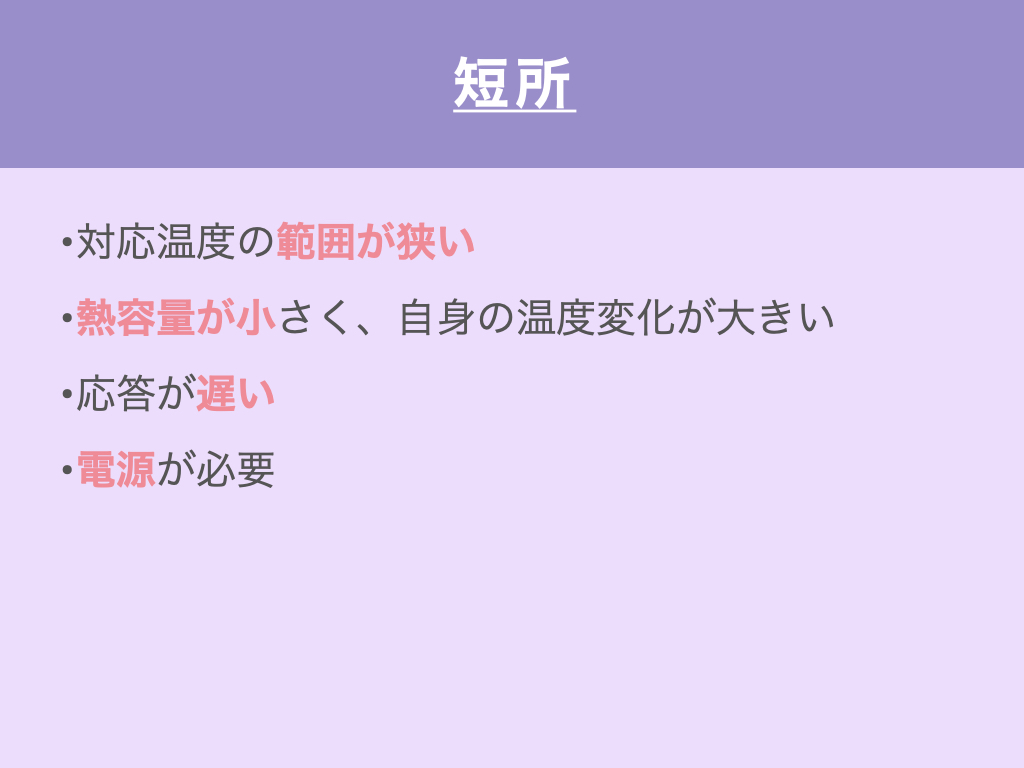 短所
•対応温度の範囲が狭い
•熱容量が小さく、自身の温度変化が大きい
•応答が遅い
•電源が必要